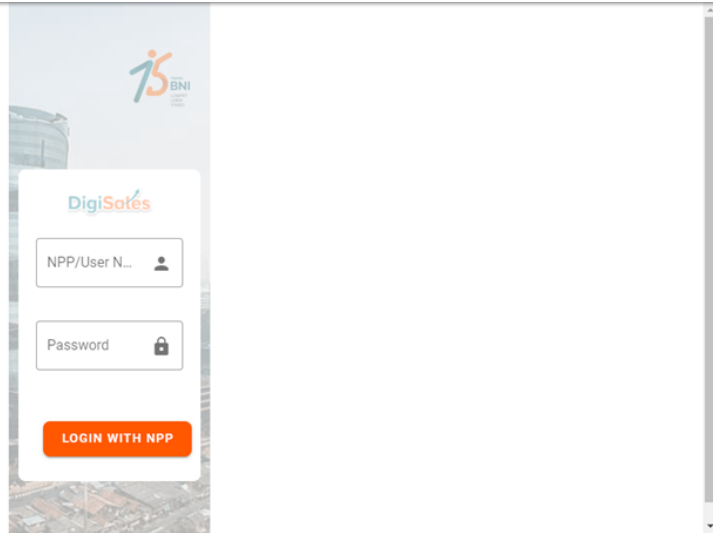 BNI
DigiSales
NPP/User N...
Password
LOGIN WITH NPP